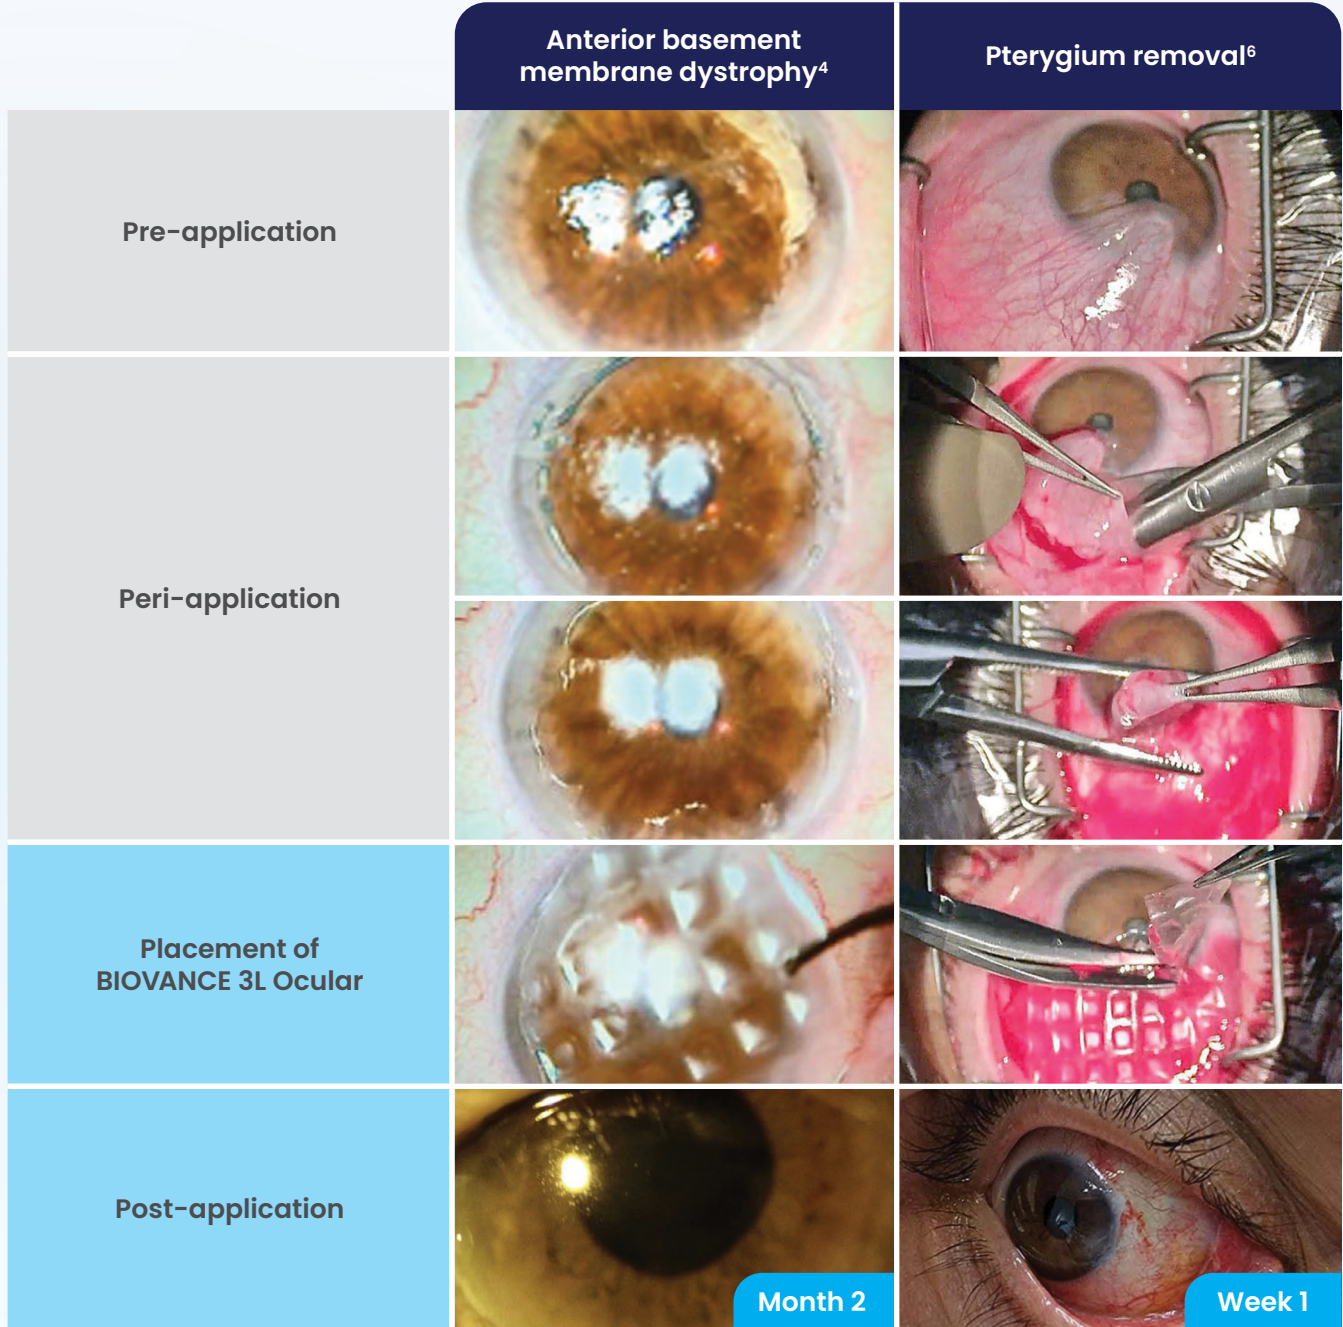 Anterior basement
membrane dystrophy⁴
Pterygium removal⁶
Pre-application
Peri-application
Placement of
BIOVANCE 3L Ocular
Post-application
Month 2
Week 1